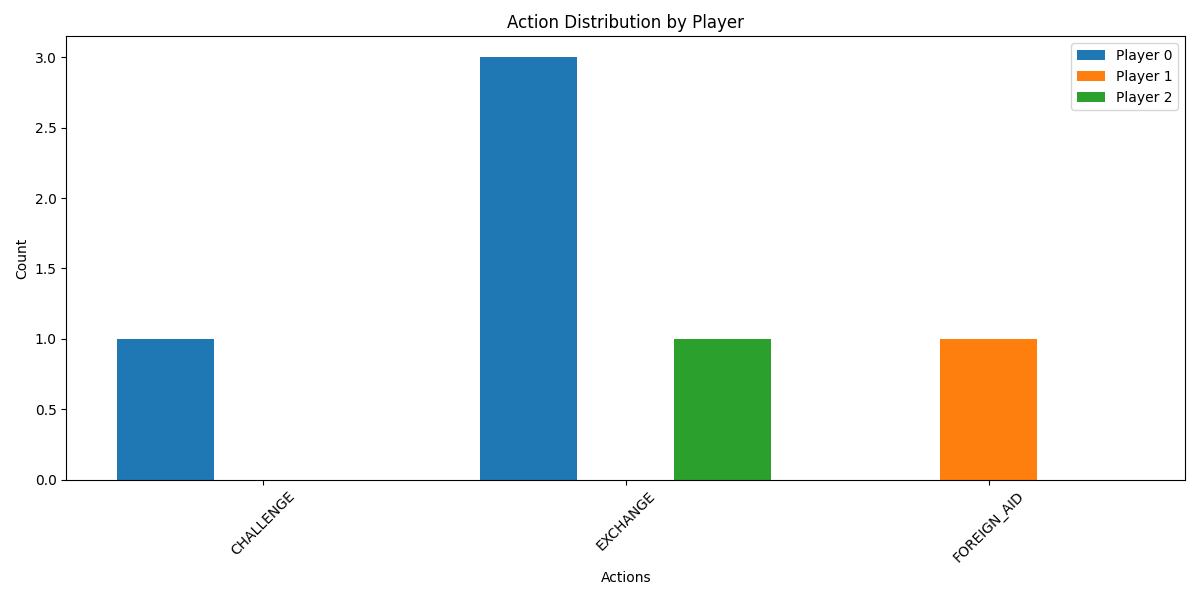 Action Distribution by Player
Player 0
Player 1
Player 2
3.0
2.5
2.0
1.5
1.0
0.5
0.0
Count
CHALLENGE
EXCHANGE
FOREIGN_AID
Actions